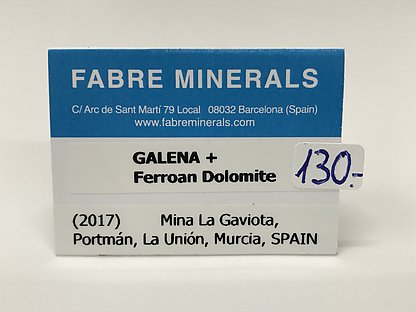 FABRE MINERALS
C/ Arc de Sant Martí 79 Local 08032 Barcelona (Spain)
www.fabreminerals.com
GALENA +
Ferroan Dolomite
130.-
(2017) Mina La Gaviota,
Portmán, La Unión, Murcia, SPAIN